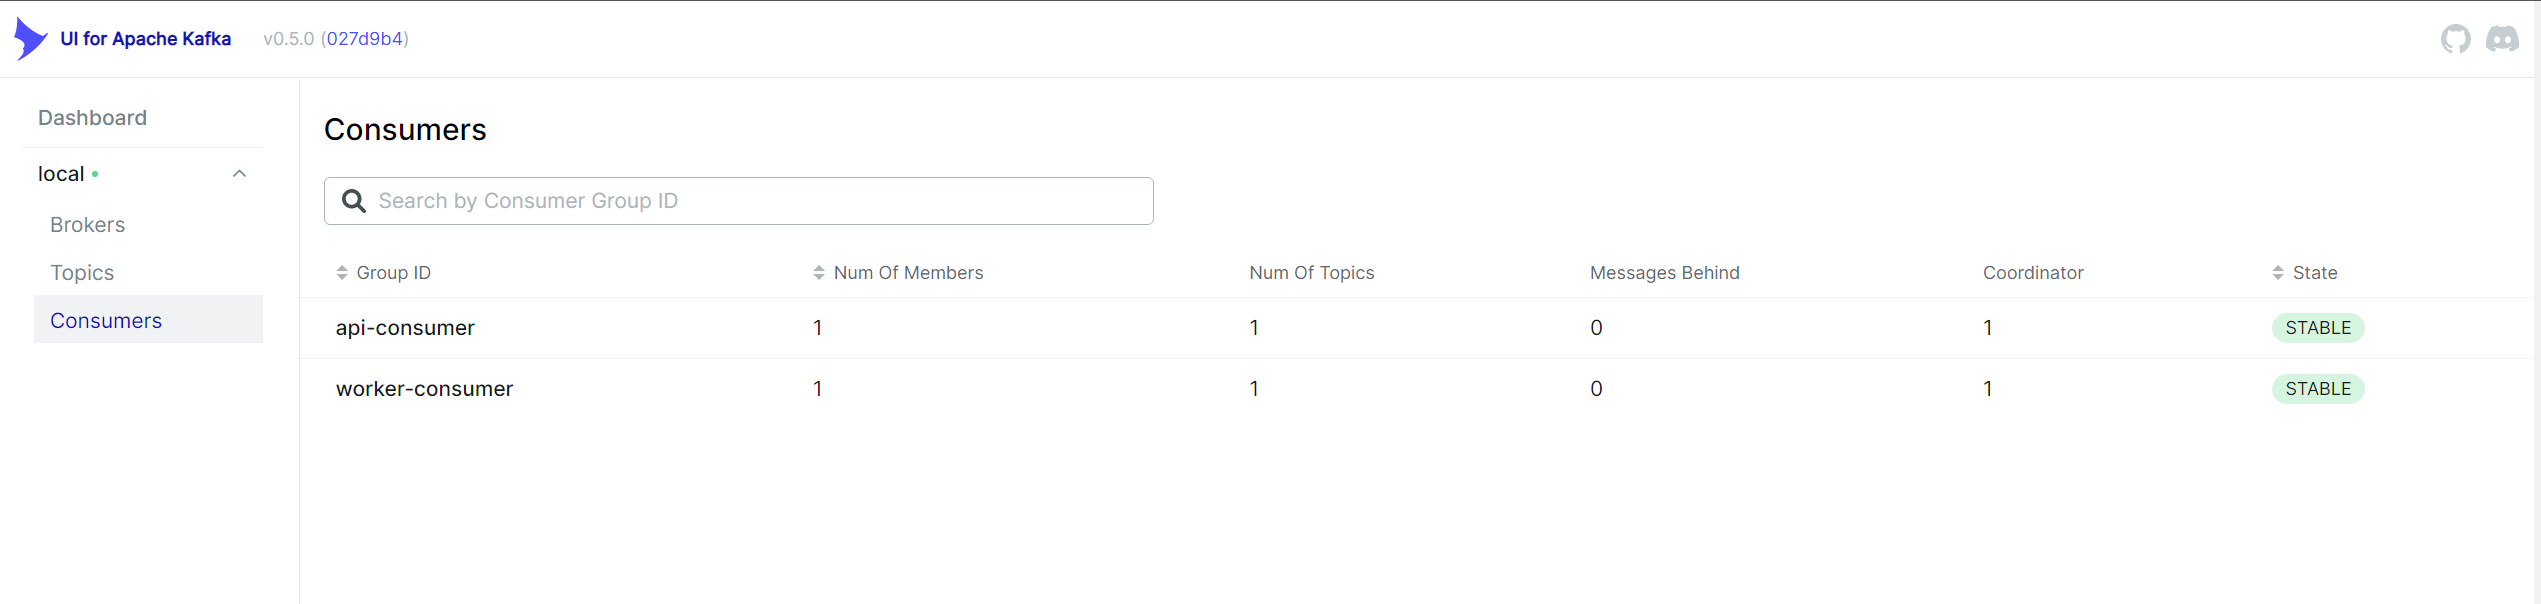 UI for Apache Kafka v0.5.0 (027d9b4)
Dashboard
local
Brokers
Topics
Consumers
Consumers
Search by Consumer Group ID
Group ID Num Of Members Num Of Topics Messages Behind Coordinator State
api-consumer 1 1 0 1 STABLE
worker-consumer 1 1 0 1 STABLE